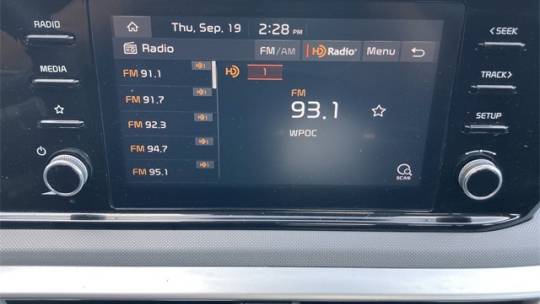 RADIO
MEDIA
Thu, Sep. 19 2:28 PM
Radio FM/AM HD Radio® Menu
FM 91.1
FM 91.7
FM 92.3
FM 94.7
FM 95.1
HD 1
FM
93.1
WPOC
SCAN
< SEEK
TRACK >
SETUP